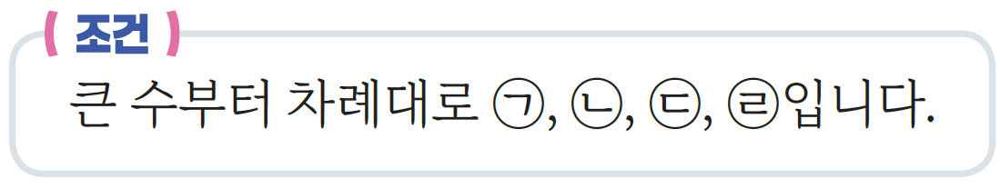 ( 조건 )
큰 수부터 차례대로 ㉠, ㉡, ㉢, ㉣입니다.